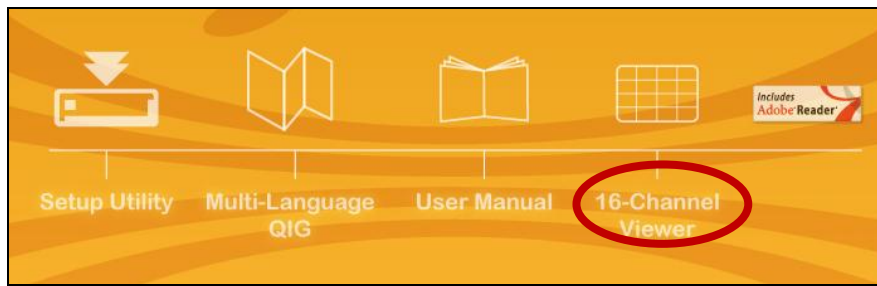 Includes
Adobe Reader
Setup Utility
Multi-Language
QIG
User Manual
16-Channel
Viewer